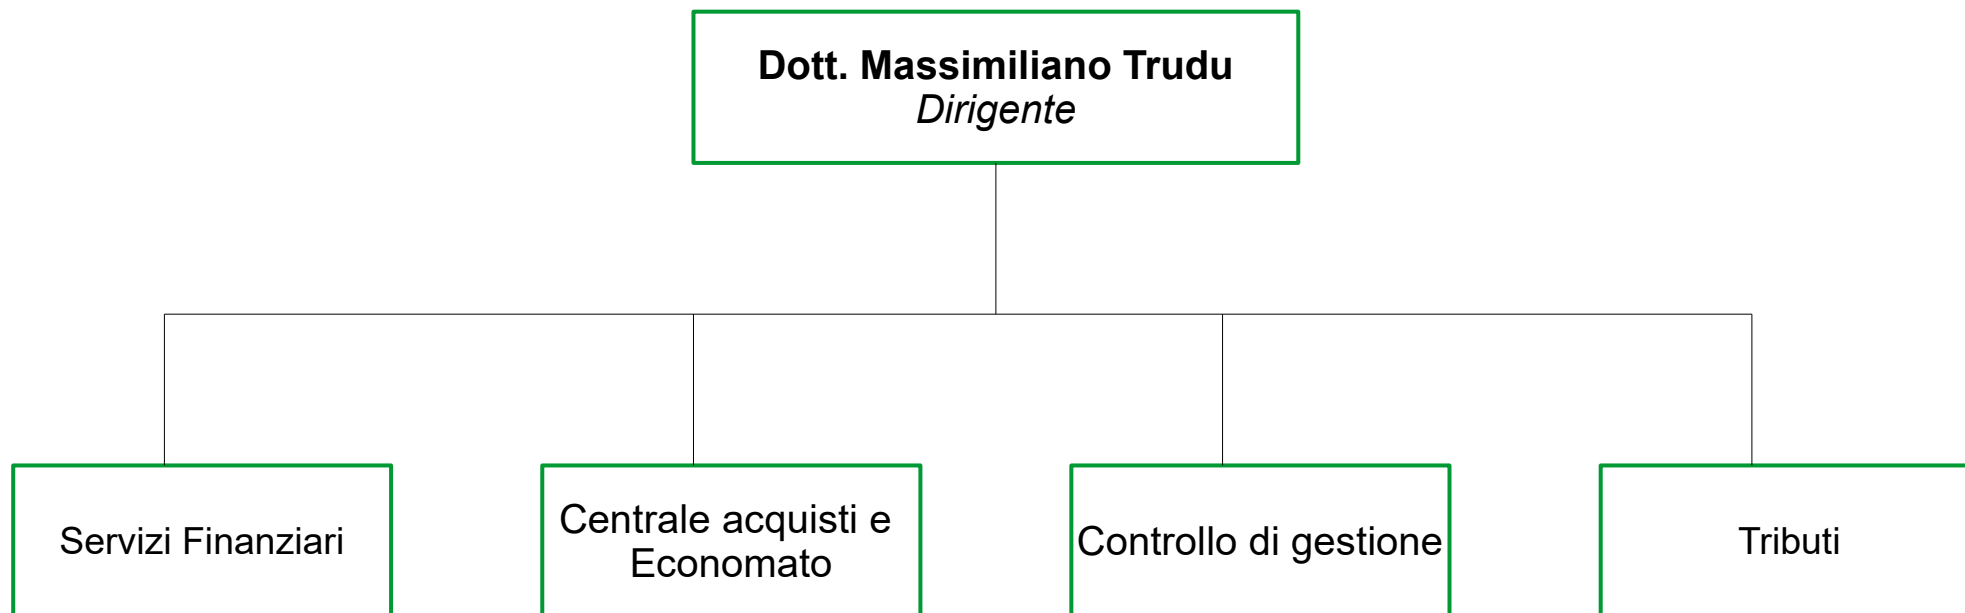 Dott. Massimiliano Trudu
Dirigente
Servizi Finanziari
Centrale acquisti e
Economato
Controllo di gestione
Tributi